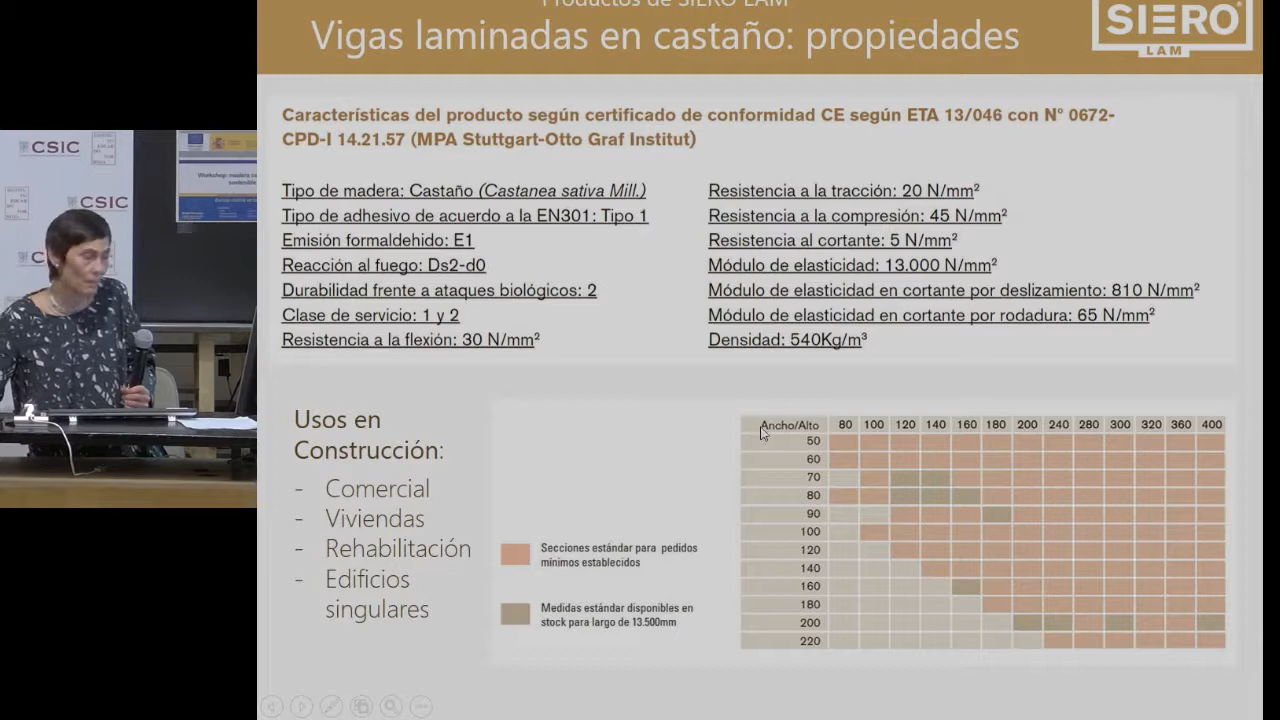 Productos de SIERO LAM
Vigas laminadas en castaño: propiedades
SIERO
LAM
Características del producto según certificado de conformidad CE según ETA 13/046 con N° 0672-
CPD-I 14.21.57 (MPA Stuttgart-Otto Graf Institut)
Tipo de madera: Castaño (Castanea sativa Mill.)
Tipo de adhesivo de acuerdo a la EN301: Tipo 1
Emisión formaldehido: E1
Reacción al fuego: Ds2-d0
Durabilidad frente a ataques biológicos: 2
Clase de servicio: 1 y 2
Resistencia a la flexión: 30 N/mm²
Resistencia a la tracción: 20 N/mm²
Resistencia a la compresión: 45 N/mm²
Resistencia al cortante: 5 N/mm²
Módulo de elasticidad: 13.000 N/mm²
Módulo de elasticidad en cortante por deslizamiento: 810 N/mm²
Módulo de elasticidad en cortante por rodadura: 65 N/mm²
Densidad: 540Kg/m³
Usos en
Construcción:
- Comercial
- Viviendas
- Rehabilitación
- Edificios
singulares
Secciones estándar para pedidos
mínimos establecidos
Medidas estándar disponibles en
stock para largo de 13.500mm
Ancho/Alto 80 100 120 140 160 180 200 240 280 300 320 360 400
50
60
70
80
90
100
120
140
160
180
200
220
CSIC
CSIC
C
Workshop: madera
sostenible